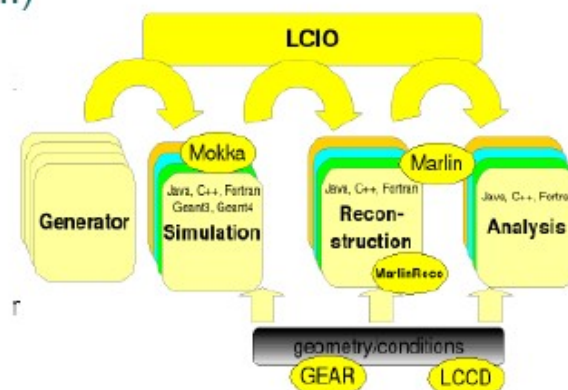 n)
LCIO
Mokka
Marlin
Generator
Java, C++, Fortran
Geant3, Geant4
Simulation
Java, C++, Fortran
Recon-
struction
MarlinReco
Java, C++, Fortra
Analysis
r
geometry/conditions
GEAR
LCCD